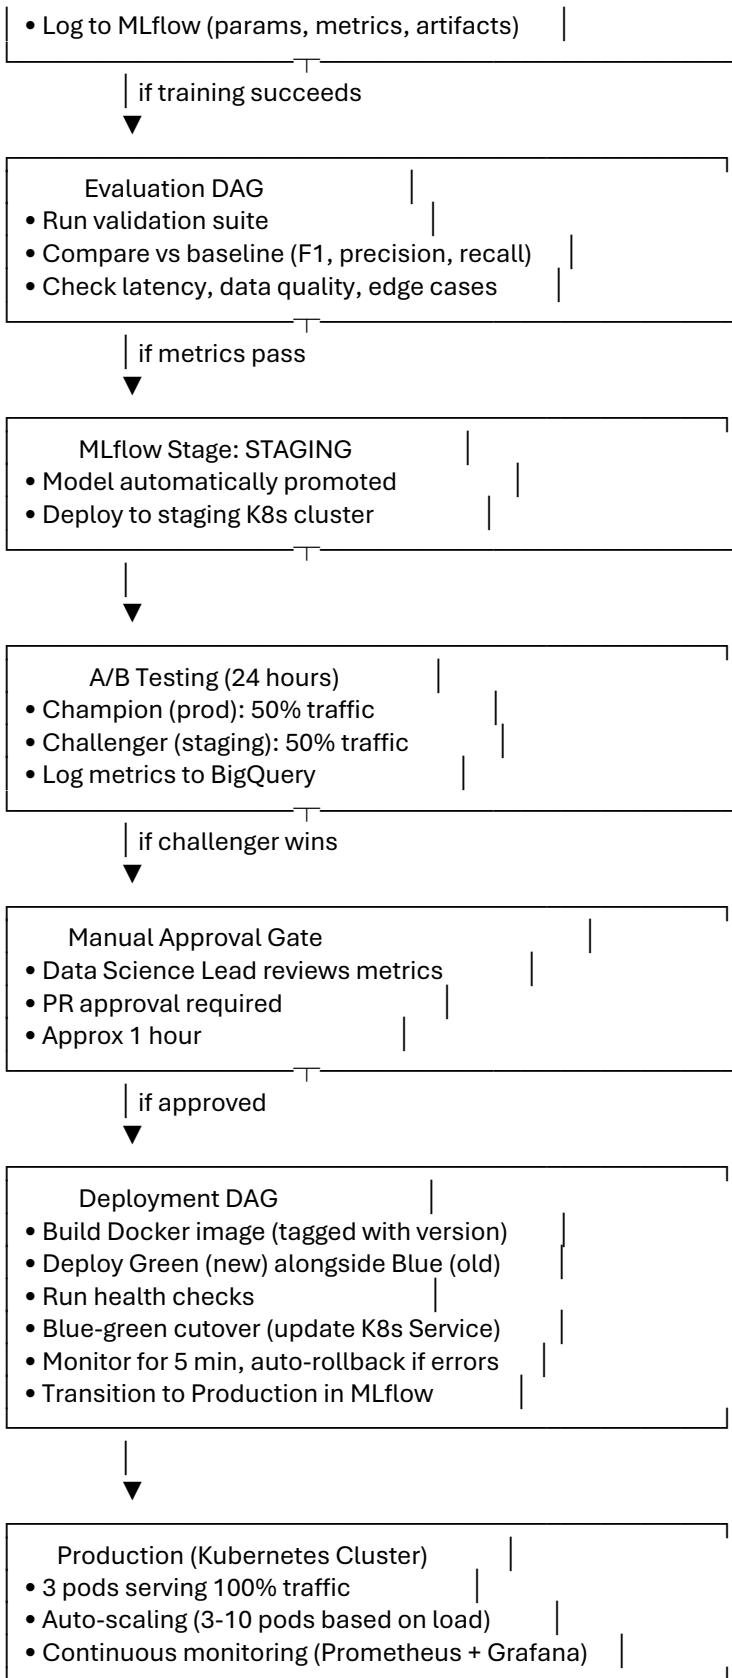 • Log to MLflow (params, metrics, artifacts)
if training succeeds
Evaluation DAG
• Run validation suite
• Compare vs baseline (F1, precision, recall)
• Check latency, data quality, edge cases
if metrics pass
MLflow Stage: STAGING
• Model automatically promoted
• Deploy to staging K8s cluster
A/B Testing (24 hours)
• Champion (prod): 50% traffic
• Challenger (staging): 50% traffic
• Log metrics to BigQuery
if challenger wins
Manual Approval Gate
• Data Science Lead reviews metrics
• PR approval required
• Approx 1 hour
if approved
Deployment DAG
• Build Docker image (tagged with version)
• Deploy Green (new) alongside Blue (old)
• Run health checks
• Blue-green cutover (update K8s Service)
• Monitor for 5 min, auto-rollback if errors
• Transition to Production in MLflow
Production (Kubernetes Cluster)
• 3 pods serving 100% traffic
• Auto-scaling (3-10 pods based on load)
• Continuous monitoring (Prometheus + Grafana)